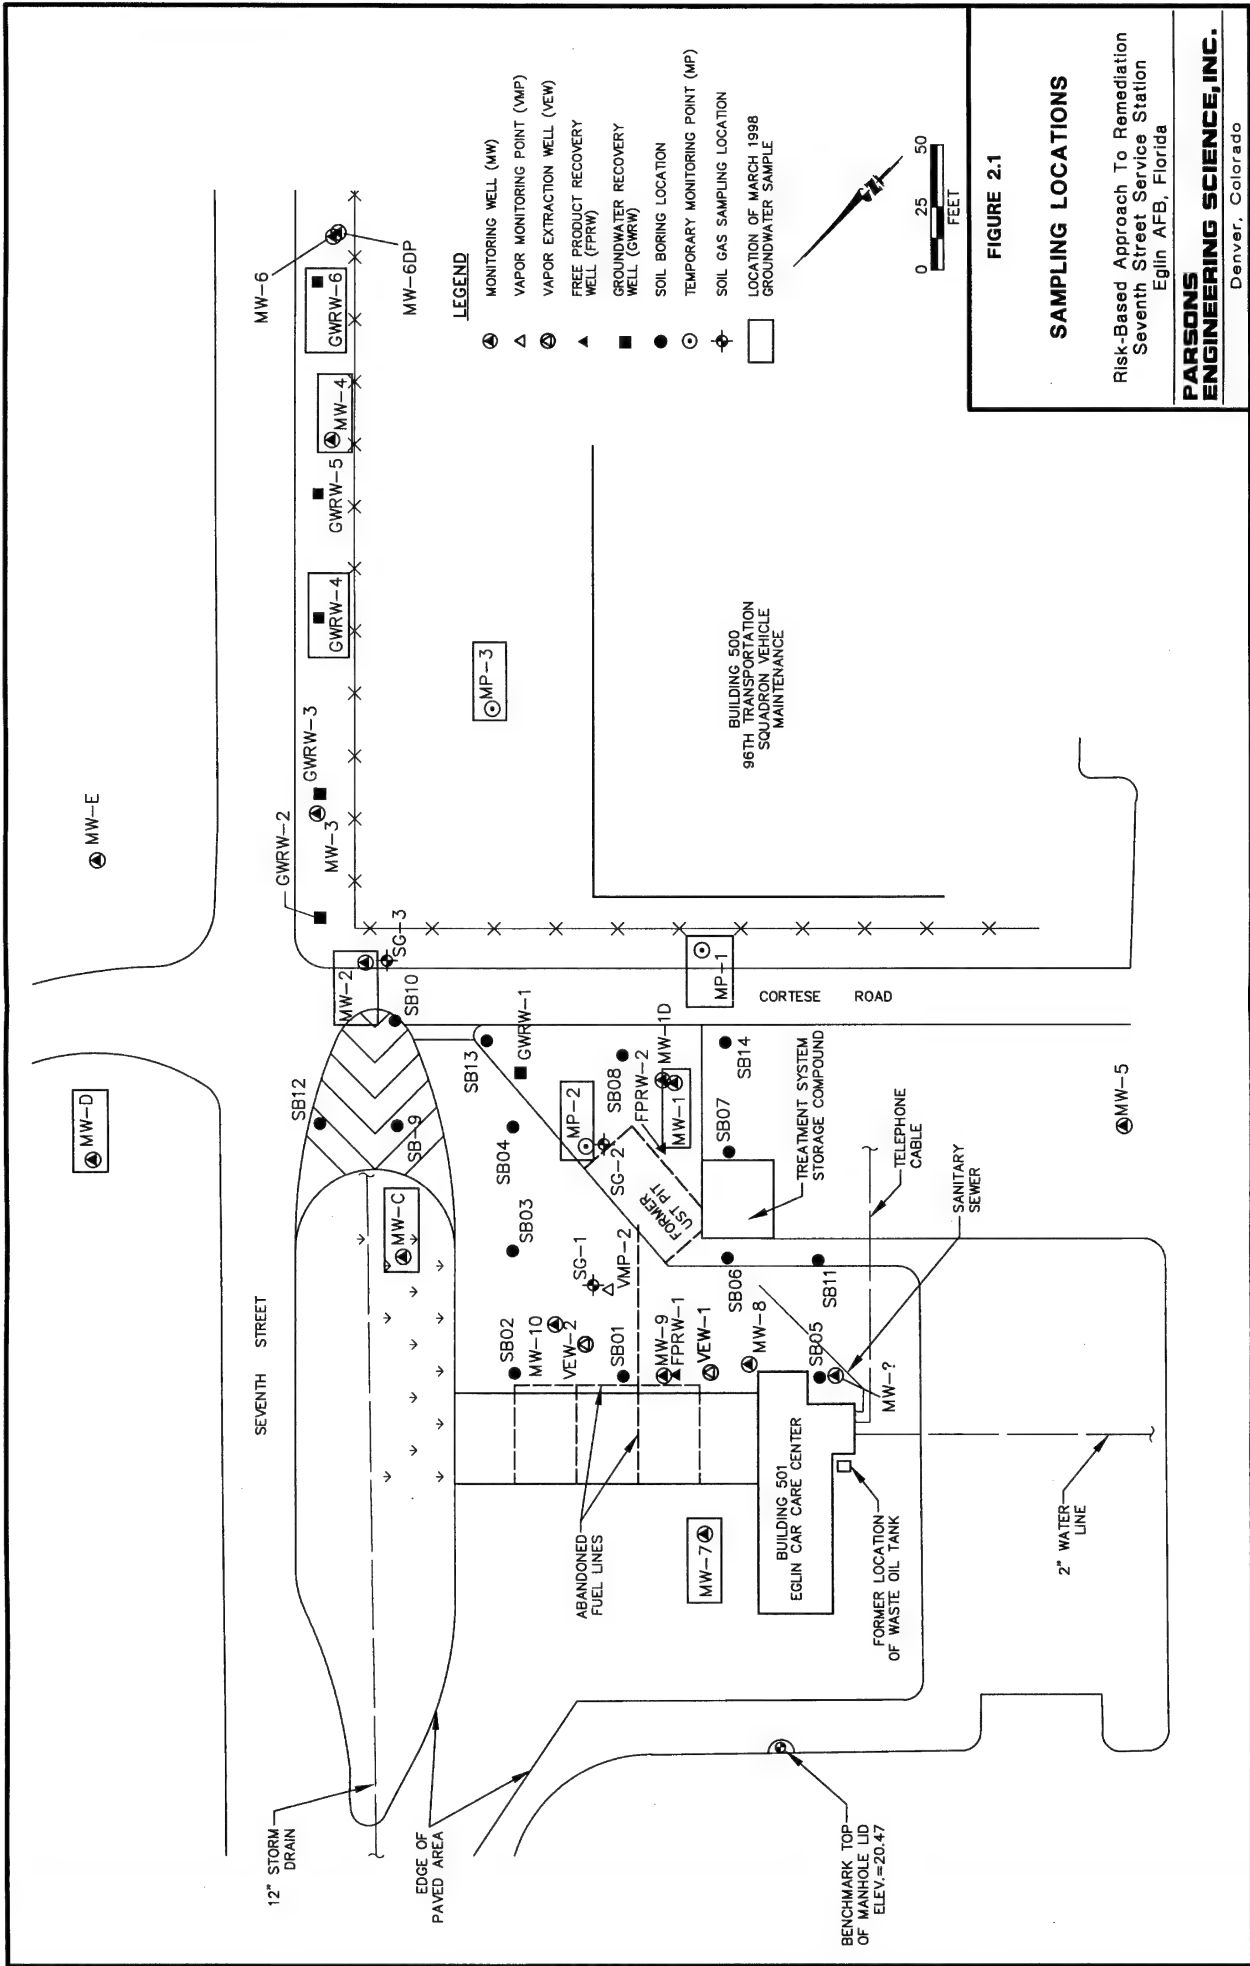 MW-E
MW-D
SEVENTH STREET
12" STORM
DRAIN
EDGE OF
PAVED AREA
MW-6
GWRW-6
MW-6DP
MW-4
GWRW-5
GWRW-4
GWRW-3
MW-3
GWRW-2
MW-2
SG-3
SB10
SB12
SB-9
MW-C
MP-3
SB13
GWRW-1
SB04
SB03
SB02
MW-10
VEW-2
SG-1
VMP-2
MP-2
SG-2
SB08
FPRW-2
MW-1D
MW-1
MP-1
CORTESE ROAD
FORMER
UST PIT
SB01
MW-9
FPRW-1
VEW-1
MW-8
SB14
SB07
SB06
SB11
SB05
MW-?
TREATMENT SYSTEM
STORAGE COMPOUND
TELEPHONE
CABLE
SANITARY
SEWER
MW-5
ABANDONED
FUEL LINES
MW-7
BUILDING 501
EGLIN CAR CARE CENTER
FORMER LOCATION
OF WASTE OIL TANK
2" WATER
LINE
BENCHMARK TOP
OF MANHOLE LID
ELEV.=20.47
BUILDING 500
96TH TRANSPORTATION
SQUADRON VEHICLE
MAINTENANCE
LEGEND
MONITORING WELL (MW)
VAPOR MONITORING POINT (VMP)
VAPOR EXTRACTION WELL (VEW)
FREE PRODUCT RECOVERY
WELL (FPRW)
GROUNDWATER RECOVERY
WELL (GWRW)
SOIL BORING LOCATION
TEMPORARY MONITORING POINT (MP)
SOIL GAS SAMPLING LOCATION
LOCATION OF MARCH 1998
GROUNDWATER SAMPLE
N
0 25 50
FEET
FIGURE 2.1
SAMPLING LOCATIONS
Risk-Based Approach To Remediation
Seventh Street Service Station
Eglin AFB, Florida
PARSONS
ENGINEERING SCIENCE, INC.
Denver, Colorado